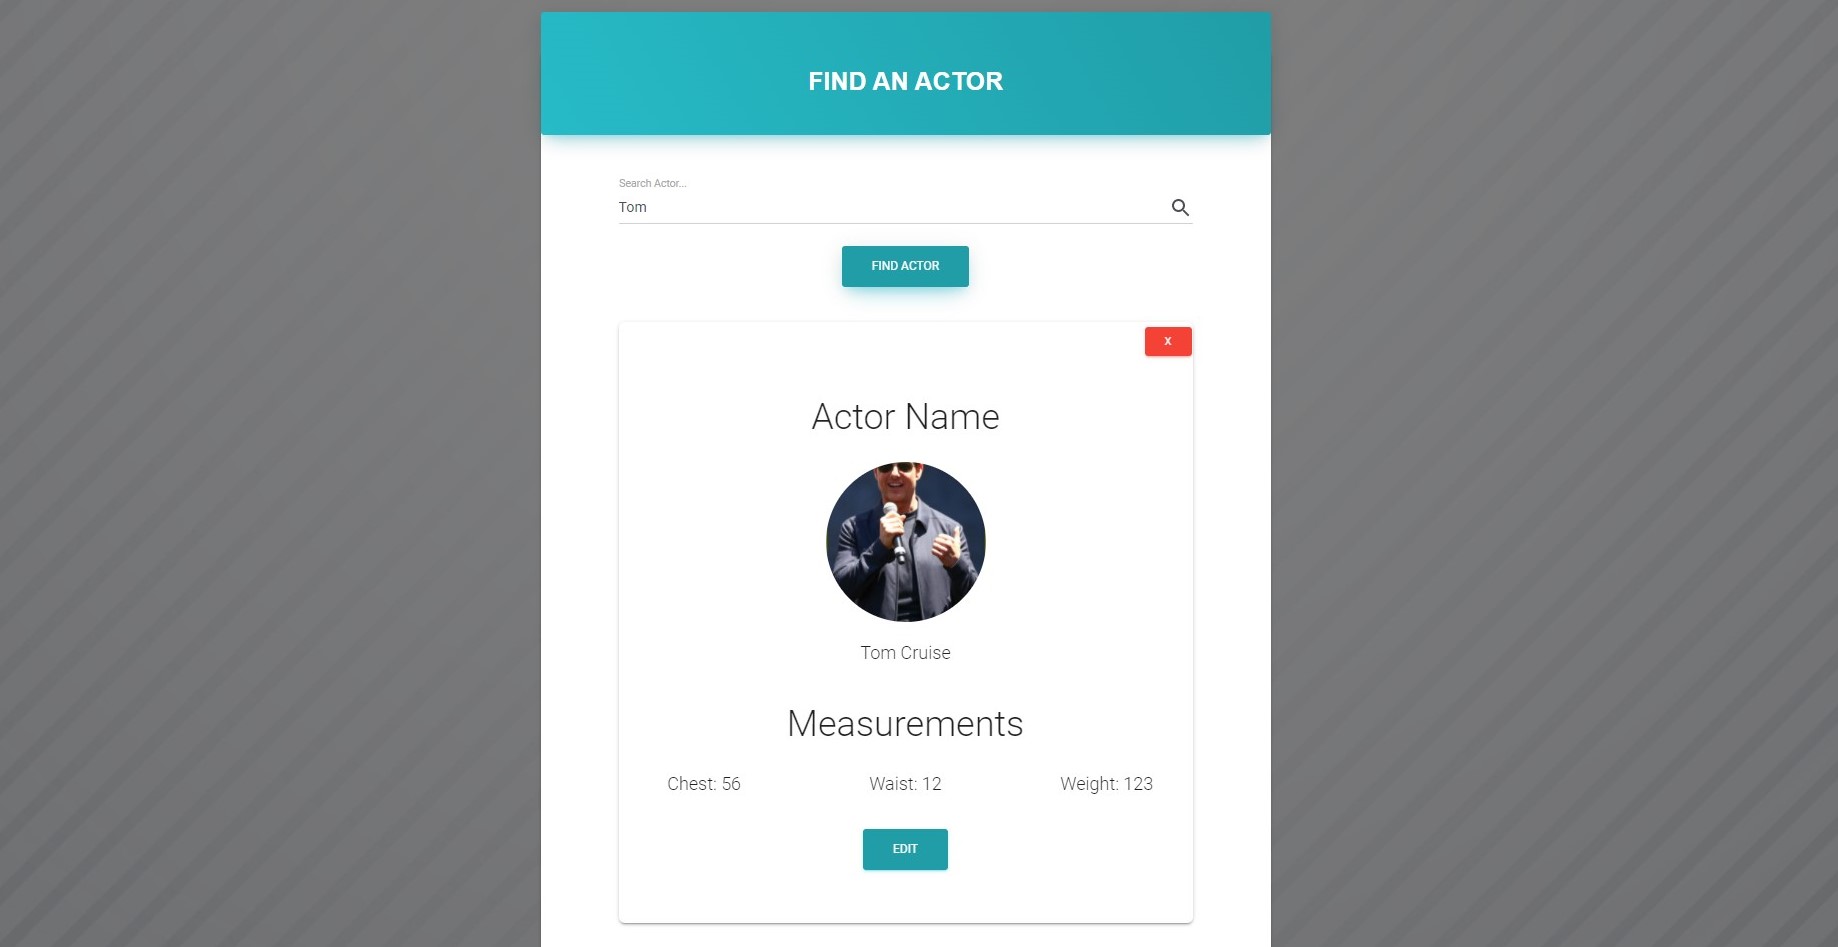 FIND AN ACTOR
Search Actor...
Tom
FIND ACTOR
X
Actor Name
Tom Cruise
Measurements
Chest: 56 Waist: 12 Weight: 123
EDIT